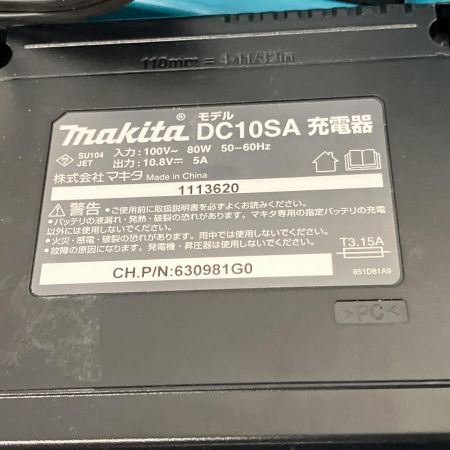 110mm = 4-11/32in
makita® モデル DC10SA 充電器
SU104 入力: 100V~ 80W 50-60Hz
JET 出力: 10.8V⎓ 5A
株式会社 マキタ Made in China
1113620
⚠警告 ・ご使用前に取扱説明書を必ずよくお読みください。
・バッテリの液漏れ・発熱・破裂の恐れがあります。マキタ専用の指定バッテリの充電
以外には使用しないでください。
・火災・感電・破裂の恐れがあります。雨中では使用しないでください。
・故障の原因になります。発電機・昇圧器は使用しないでください。
T3.15A
CH.P/N:630981G0
851D81A9
>PC<